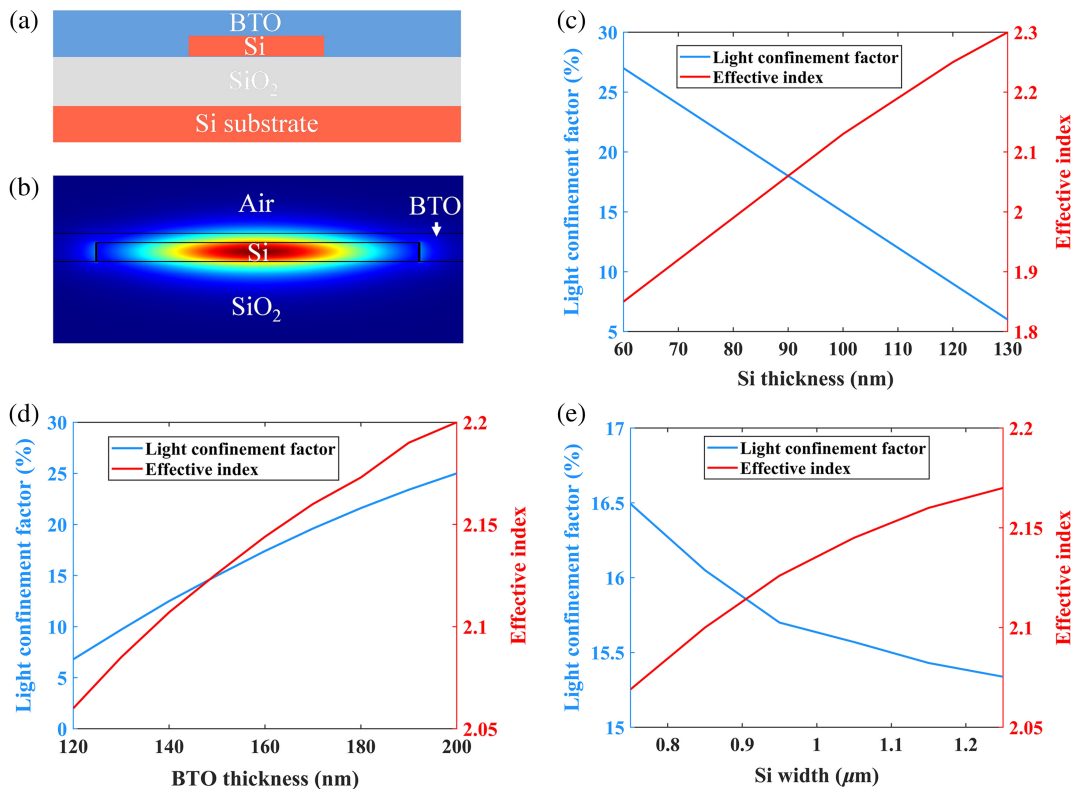 (a)
BTO
Si
SiO₂
Si substrate
(b)
Air
BTO
Si
SiO₂
(c)
Light confinement factor
Effective index
30
25
20
15
10
5
Light confinement factor (%)
2.3
2.2
2.1
2
1.9
1.8
Effective index
60 70 80 90 100 110 120 130
Si thickness (nm)
(d)
Light confinement factor
Effective index
30
25
20
15
10
5
0
Light confinement factor (%)
2.2
2.15
2.1
2.05
Effective index
120 140 160 180 200
BTO thickness (nm)
(e)
Light confinement factor
Effective index
17
16.5
16
15.5
15
Light confinement factor (%)
2.2
2.15
2.1
2.05
Effective index
0.8 0.9 1 1.1 1.2
Si width (μm)